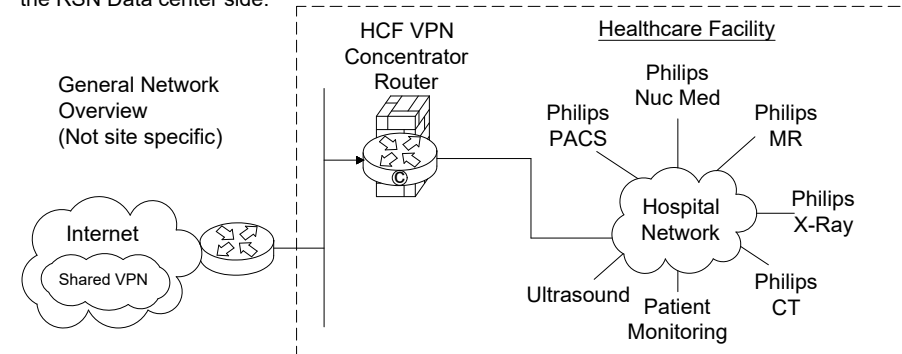 the RSN Data center side.
HCF VPN
Concentrator
Router
Healthcare Facility
General Network
Overview
(Not site specific)
Philips
Nuc Med
Philips
PACS
Philips
MR
Internet
Shared VPN
C
Hospital
Network
Philips
X-Ray
Ultrasound
Patient
Monitoring
Philips
CT